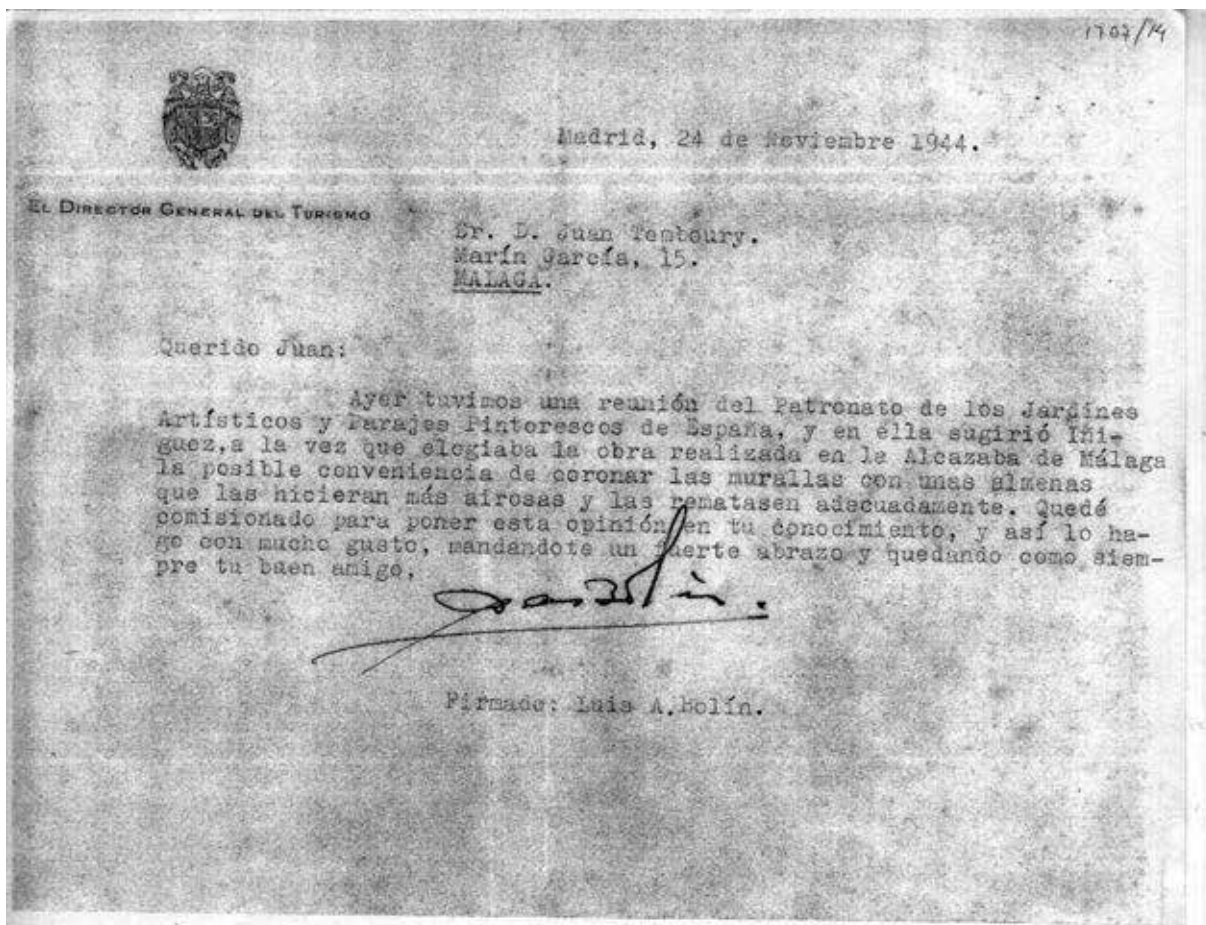 1707/14
Madrid, 24 de Noviembre 1944.
EL DIRECTOR GENERAL DEL TURISMO
Sr. D. Juan Temboury.
Marín García, 15.
MALAGA.
Querido Juan:
Ayer tuvimos una reunión del Patronato de los Jardines
Artísticos y Parajes Pintorescos de España, y en ella sugirió Iñi-
guez,a la vez que elogiaba la obra realizada en la Alcazaba de Málaga
la posible conveniencia de coronar las murallas con unas almenas
que las hicieran más airosas y las rematasen adecuadamente. Quedé
comisionado para poner esta opinión en tu conocimiento, y así lo ha-
go con mucho gusto, mandandote un fuerte abrazo y quedando como siem-
pre tu buen amigo,
Firmado: Luis A.Bolín.